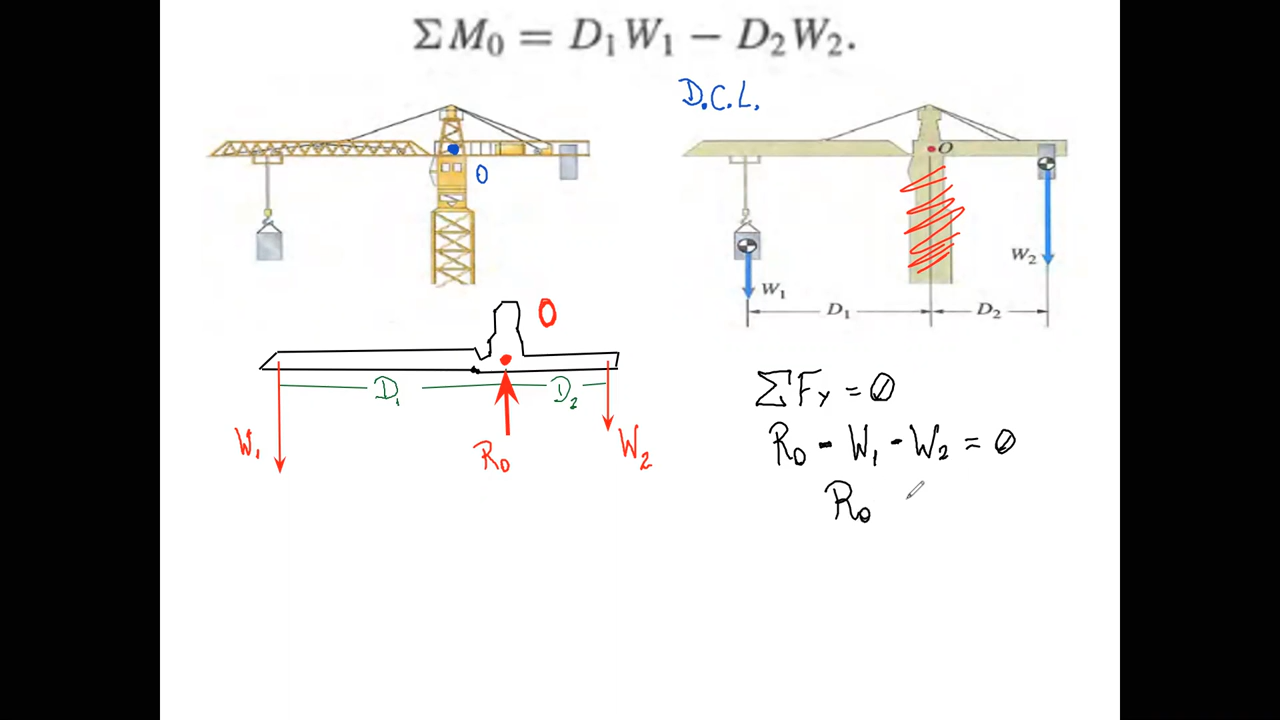 ΣM₀ = D₁W₁ − D₂W₂.
D.C.L.
O
O
W₂
W₁
D₁ D₂
O
D₁ D₂
W₁ R₀ W₂
ΣFy = 0
R₀ - W₁ - W₂ = 0
R₀